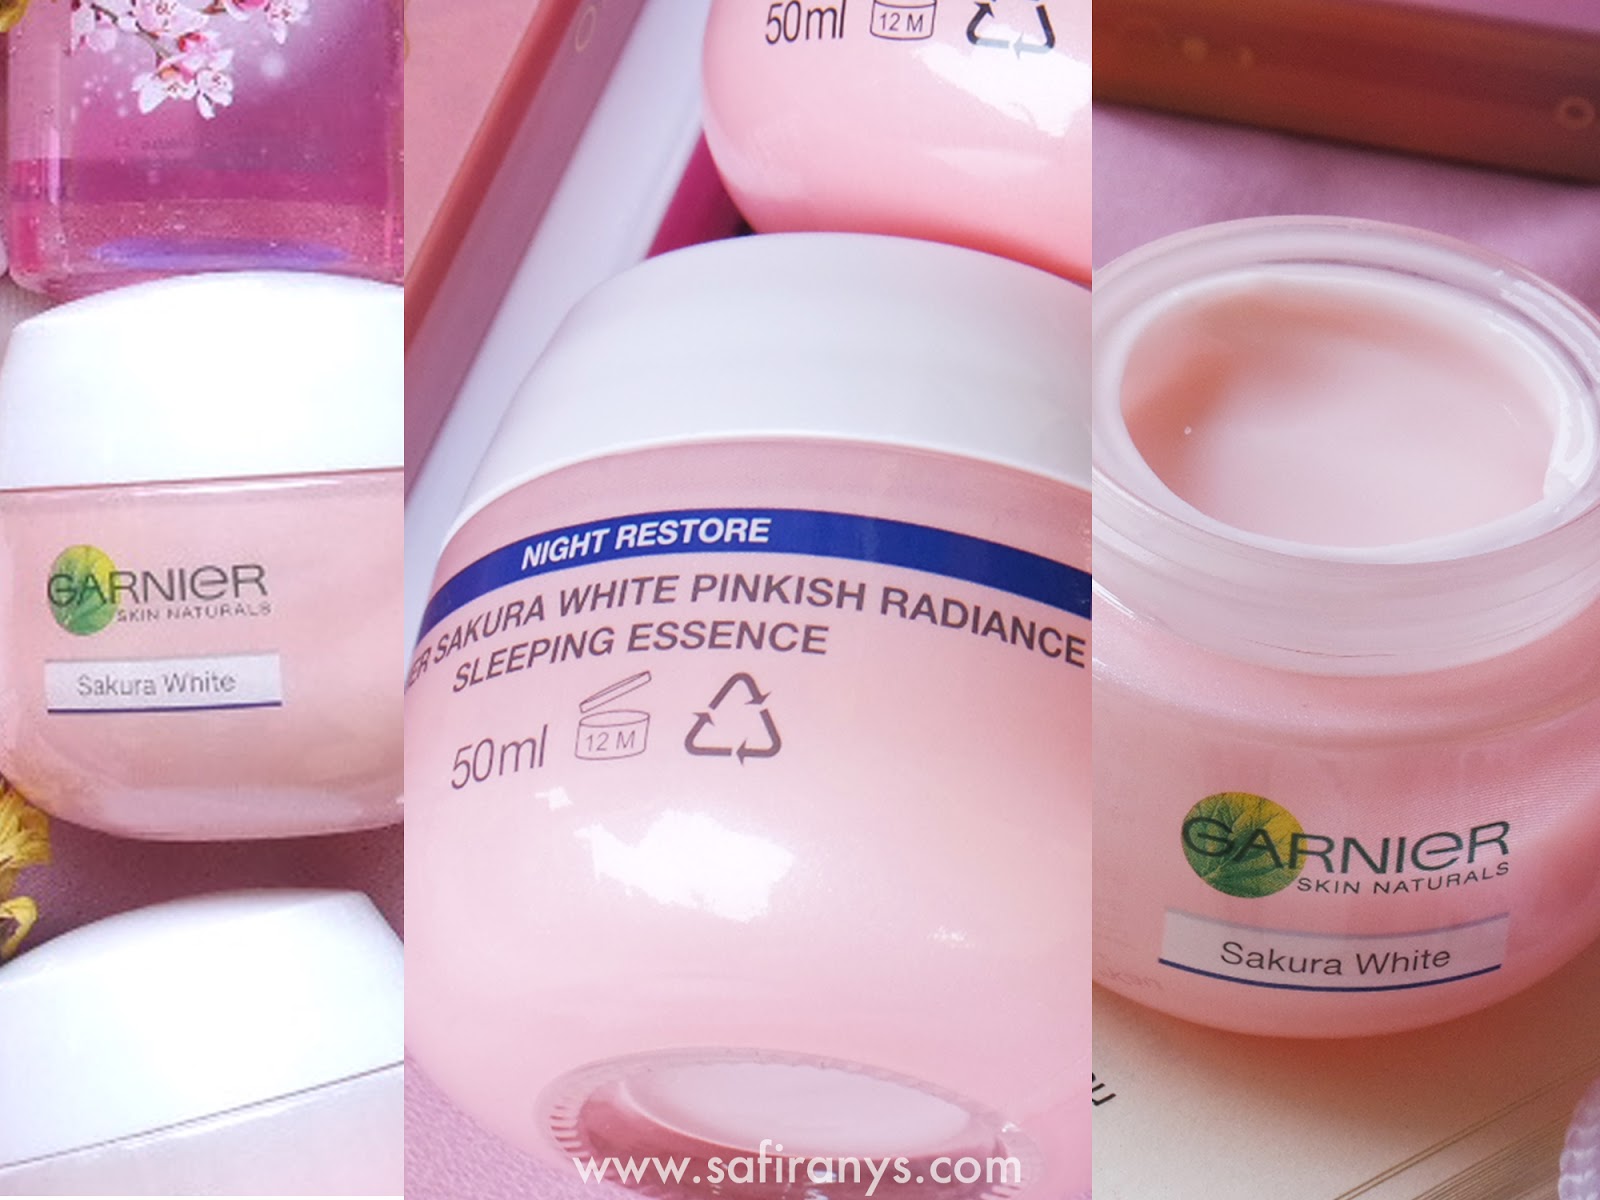 GARNIER
SKIN NATURALS
Sakura White
50ml 12 M
NIGHT RESTORE
SAKURA WHITE PINKISH RADIANCE
SLEEPING ESSENCE
50ml 12 M
GARNIER
SKIN NATURALS
Sakura White
www.safiranys.com